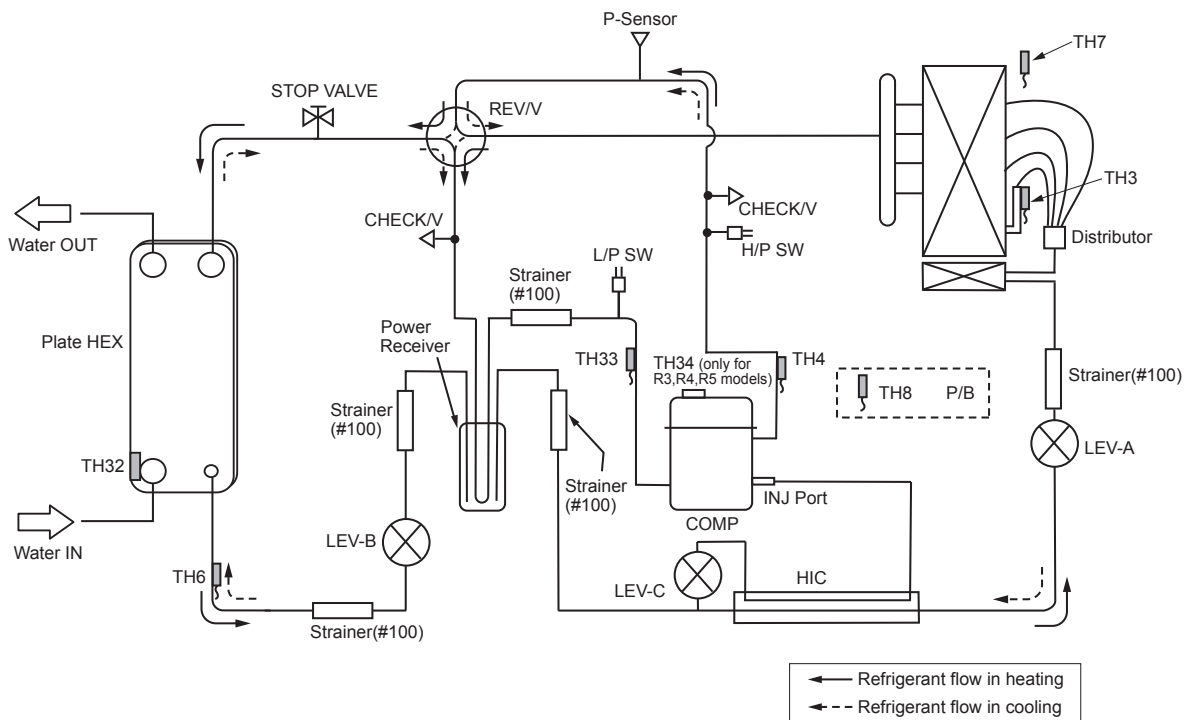 P-Sensor
TH7
STOP VALVE
REV/V
TH3
CHECK/V
CHECK/V
Water OUT
Distributor
L/P SW
H/P SW
Strainer
(#100)
Plate HEX
Power
Receiver
TH33
TH34 (only for
R3,R4,R5 models)
TH4
Strainer(#100)
TH8
P/B
Strainer
(#100)
LEV-A
TH32
Strainer
(#100)
INJ Port
COMP
Water IN
LEV-B
TH6
LEV-C
HIC
Strainer(#100)
Refrigerant flow in heating
Refrigerant flow in cooling